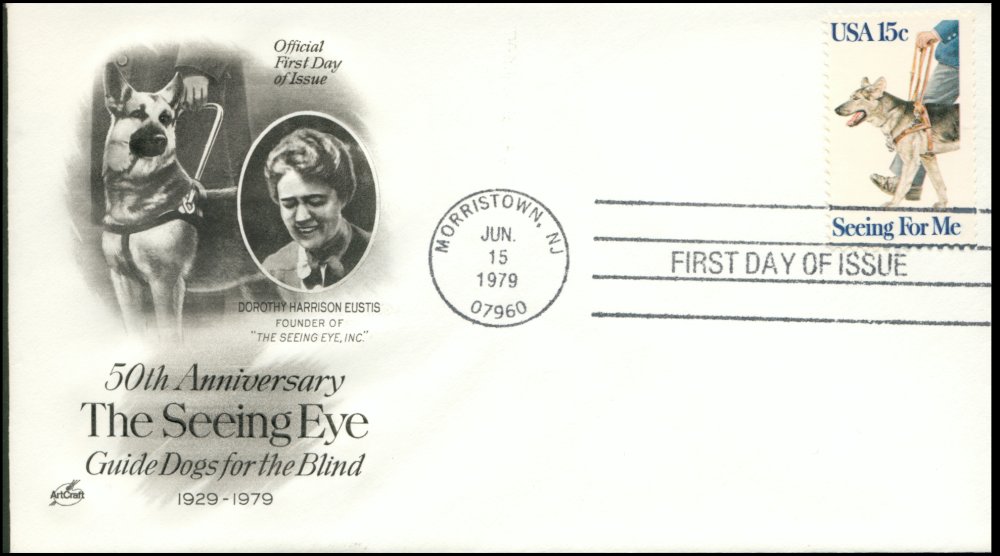 Official
First Day
of Issue
DOROTHY HARRISON EUSTIS
FOUNDER OF
"THE SEEING EYE, INC."
50th Anniversary
The Seeing Eye
Guide Dogs for the Blind
1929-1979
ArtCraft
MORRISTOWN, NJ
JUN.
15
1979
07960
USA 15c
Seeing For Me
FIRST DAY OF ISSUE